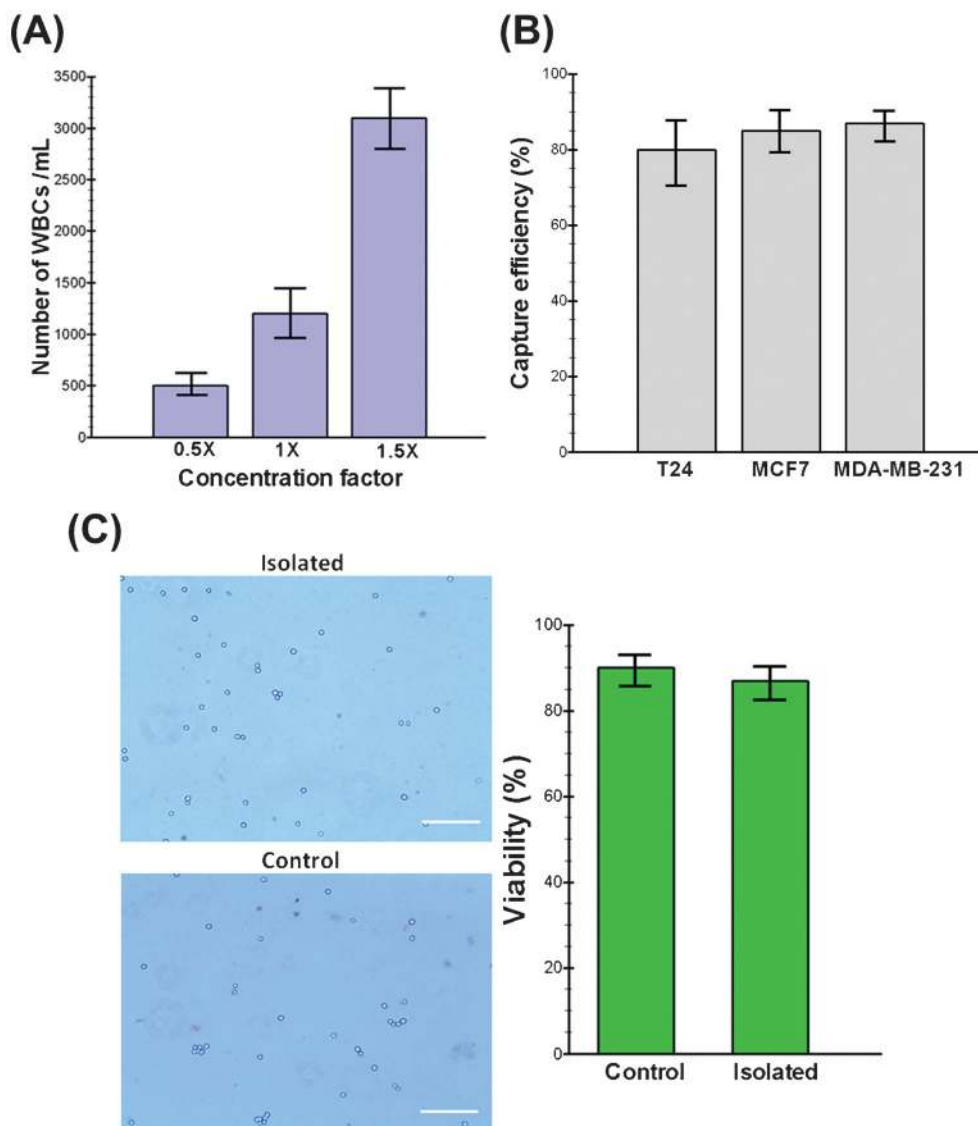 (A)
3500
3000
2500
2000
1500
1000
500
0
Number of WBCs /mL
0.5X 1X 1.5X
Concentration factor
(B)
100
80
60
40
20
0
Capture efficiency (%)
T24 MCF7 MDA-MB-231
(C)
Isolated
Control
100
80
60
40
20
0
Viability (%)
Control Isolated